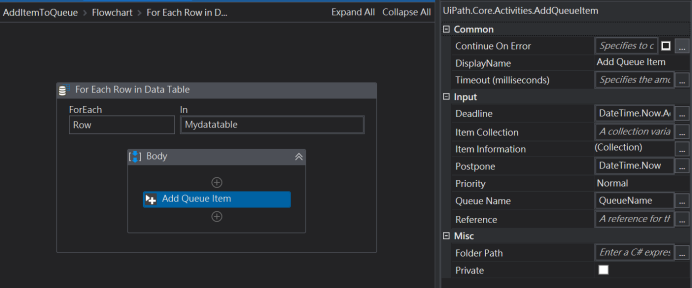 AddItemToQueue > Flowchart > For Each Row in D... Expand All Collapse All
For Each Row in Data Table
ForEach In
Row Mydatatable
Body
Add Queue Item
UiPath.Core.Activities.AddQueueItem
Common
Continue On Error Specifies to c ...
DisplayName Add Queue Item
Timeout (milliseconds) Specifies the amo ...
Input
Deadline DateTime.Now.A ...
Item Collection A collection varia ...
Item Information (Collection) ...
Postpone DateTime.Now ...
Priority Normal
Queue Name QueueName ...
Reference A reference for th ...
Misc
Folder Path Enter a C# expres ...
Private